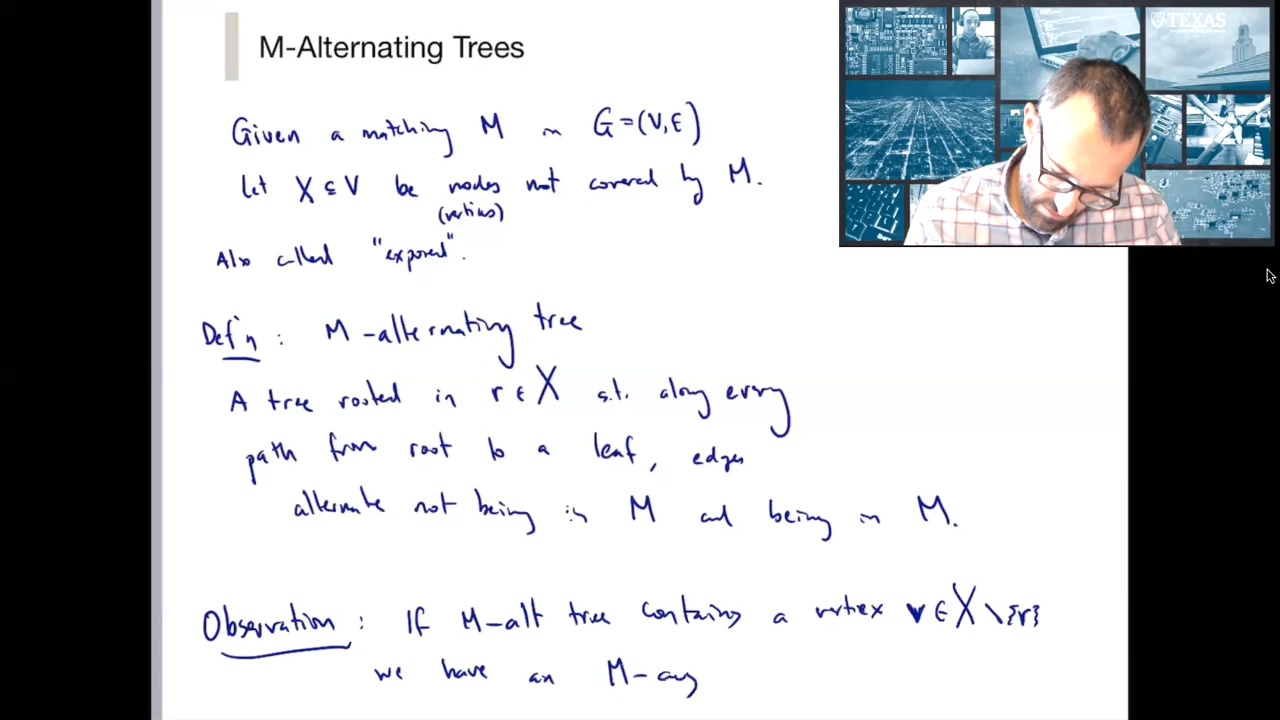 M-Alternating Trees
TEXAS
Given a matching M in G=(V,E)
let X ⊆ V be nodes not covered by M.
(vertices)
Also called "exposed".
Def'n: M-alternating tree
A tree rooted in r ∈ X s.t. along every
path from root to a leaf, edges
alternate not being in M and being in M.
Observation: If M-alt tree contains a vertex v ∈ X \ {r}
we have an M-aug